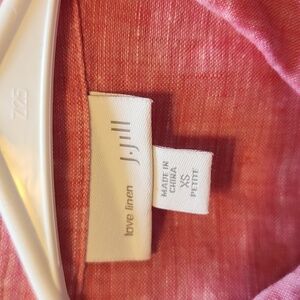 J.Jill
love linen
MADE IN
CHINA
XS
PETITE